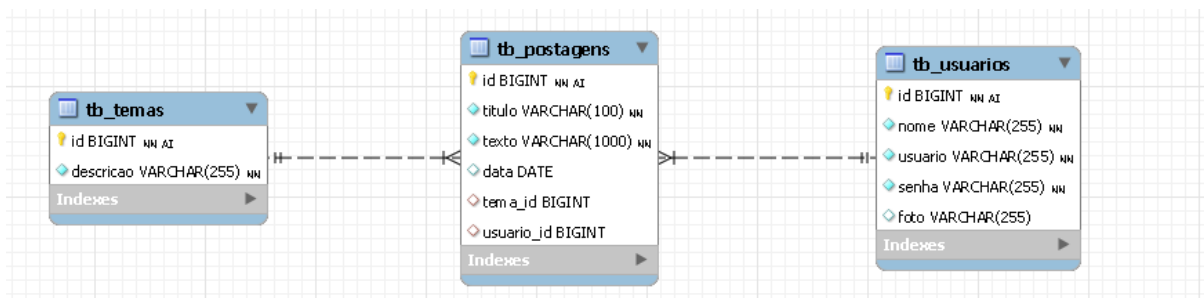 tb_temas
id BIGINT NN AI
descricao VARCHAR(255) NN
Indexes
tb_postagens
id BIGINT NN AI
titulo VARCHAR(100) NN
texto VARCHAR(1000) NN
data DATE
tema_id BIGINT
usuario_id BIGINT
Indexes
tb_usuarios
id BIGINT NN AI
nome VARCHAR(255) NN
usuario VARCHAR(255) NN
senha VARCHAR(255) NN
foto VARCHAR(255)
Indexes